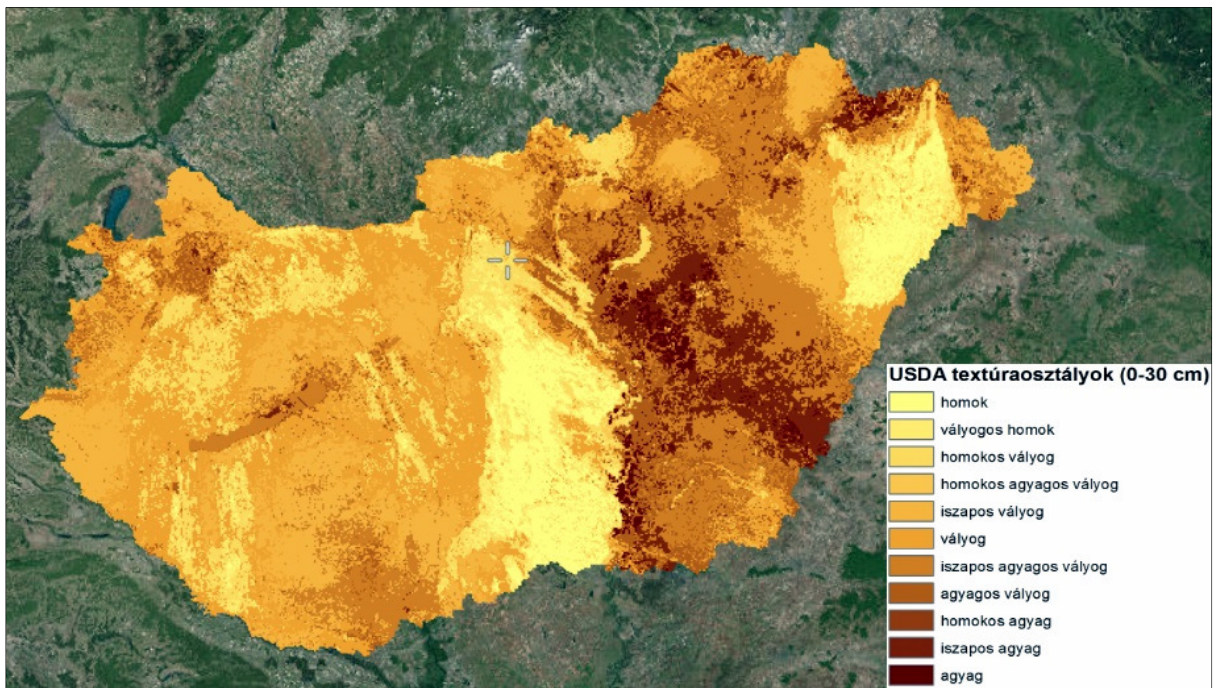 USDA textúraosztályok (0-30 cm)
homok
vályogos homok
homokos vályog
homokos agyagos vályog
iszapos vályog
vályog
iszapos agyagos vályog
agyagos vályog
homokos agyag
iszapos agyag
agyag